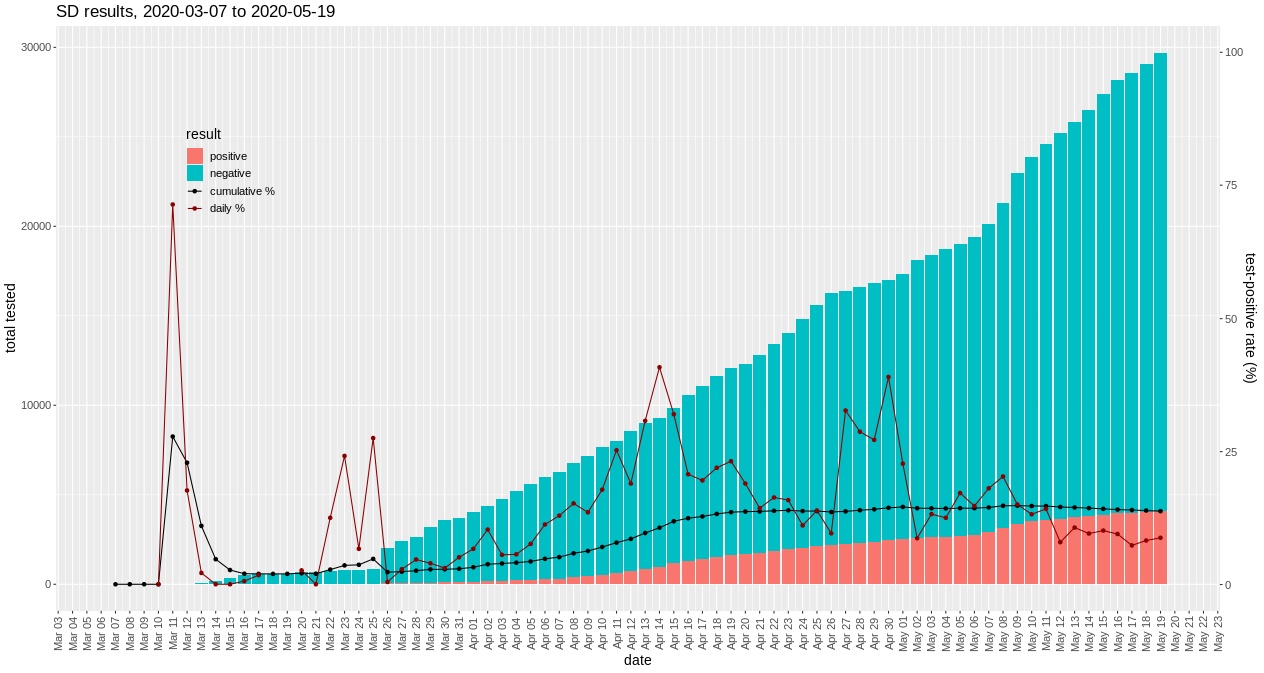 SD results, 2020-03-07 to 2020-05-19
30000
20000
10000
0
total tested
result
positive
negative
cumulative %
daily %
100
75
50
25
0
test-positive rate (%)
Mar 03
Mar 04
Mar 05
Mar 06
Mar 07
Mar 08
Mar 09
Mar 10
Mar 11
Mar 12
Mar 13
Mar 14
Mar 15
Mar 16
Mar 17
Mar 18
Mar 19
Mar 20
Mar 21
Mar 22
Mar 23
Mar 24
Mar 25
Mar 26
Mar 27
Mar 28
Mar 29
Mar 30
Mar 31
Apr 01
Apr 02
Apr 03
Apr 04
Apr 05
Apr 06
Apr 07
Apr 08
Apr 09
Apr 10
Apr 11
Apr 12
Apr 13
Apr 14
Apr 15
Apr 16
Apr 17
Apr 18
Apr 19
Apr 20
Apr 21
Apr 22
Apr 23
Apr 24
Apr 25
Apr 26
Apr 27
Apr 28
Apr 29
Apr 30
May 01
May 02
May 03
May 04
May 05
May 06
May 07
May 08
May 09
May 10
May 11
May 12
May 13
May 14
May 15
May 16
May 17
May 18
May 19
May 20
May 21
May 22
May 23
date